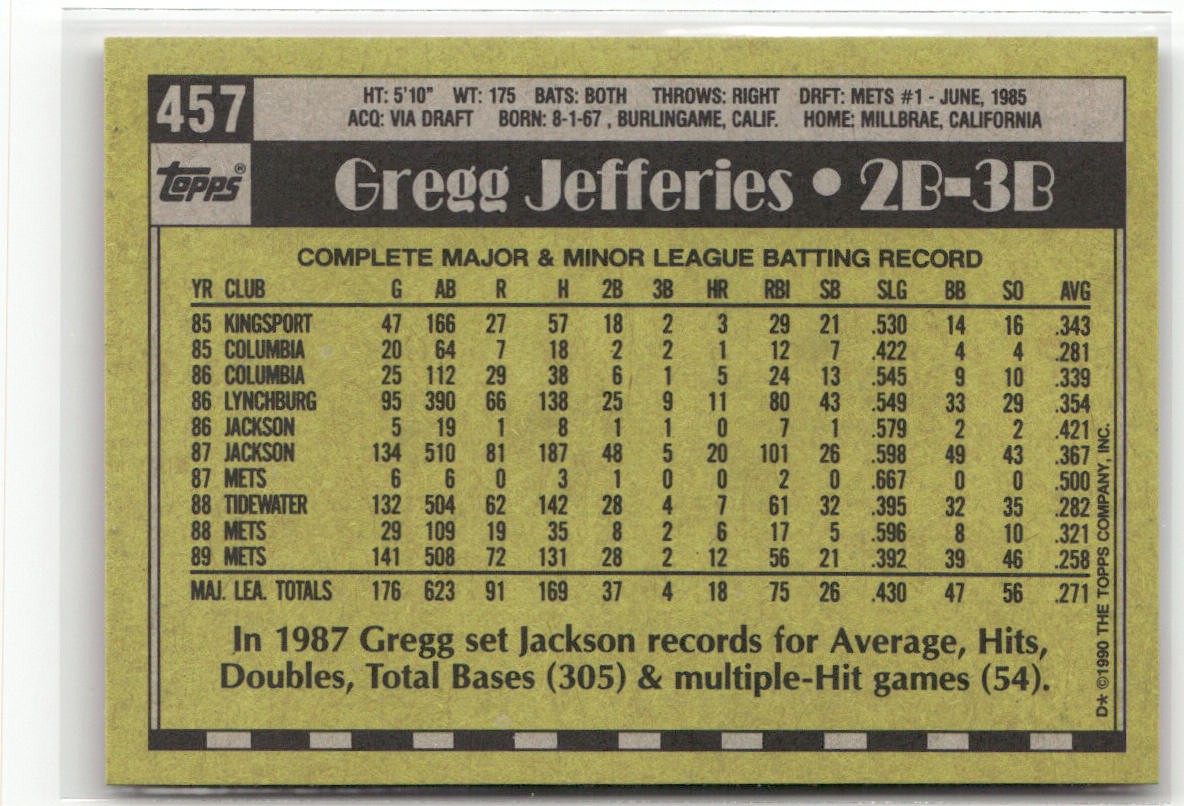 457
HT: 5'10" WT: 175 BATS: BOTH THROWS: RIGHT DRFT: METS #1 - JUNE, 1985
ACQ: VIA DRAFT BORN: 8-1-67 , BURLINGAME, CALIF. HOME: MILLBRAE, CALIFORNIA
Topps®
Gregg Jefferies • 2B-3B
COMPLETE MAJOR & MINOR LEAGUE BATTING RECORD
YR CLUB G AB R H 2B 3B HR RBI SB SLG BB SO AVG
85 KINGSPORT 47 166 27 57 18 2 3 29 21 .530 14 16 .343
85 COLUMBIA 20 64 7 18 2 2 1 12 7 .422 4 4 .281
86 COLUMBIA 25 112 29 38 6 1 5 24 13 .545 9 10 .339
86 LYNCHBURG 95 390 66 138 25 9 11 80 43 .549 33 29 .354
86 JACKSON 5 19 1 8 1 1 0 7 1 .579 2 2 .421
87 JACKSON 134 510 81 187 48 5 20 101 26 .598 49 43 .367
87 METS 6 6 0 3 1 0 0 2 0 .667 0 0 .500
88 TIDEWATER 132 504 62 142 28 4 7 61 32 .395 32 35 .282
88 METS 29 109 19 35 8 2 6 17 5 .596 8 10 .321
89 METS 141 508 72 131 28 2 12 56 21 .392 39 46 .258
MAJ. LEA. TOTALS 176 623 91 169 37 4 18 75 26 .430 47 56 .271
In 1987 Gregg set Jackson records for Average, Hits,
Doubles, Total Bases (305) & multiple-Hit games (54).
D* ©1990 THE TOPPS COMPANY, INC.